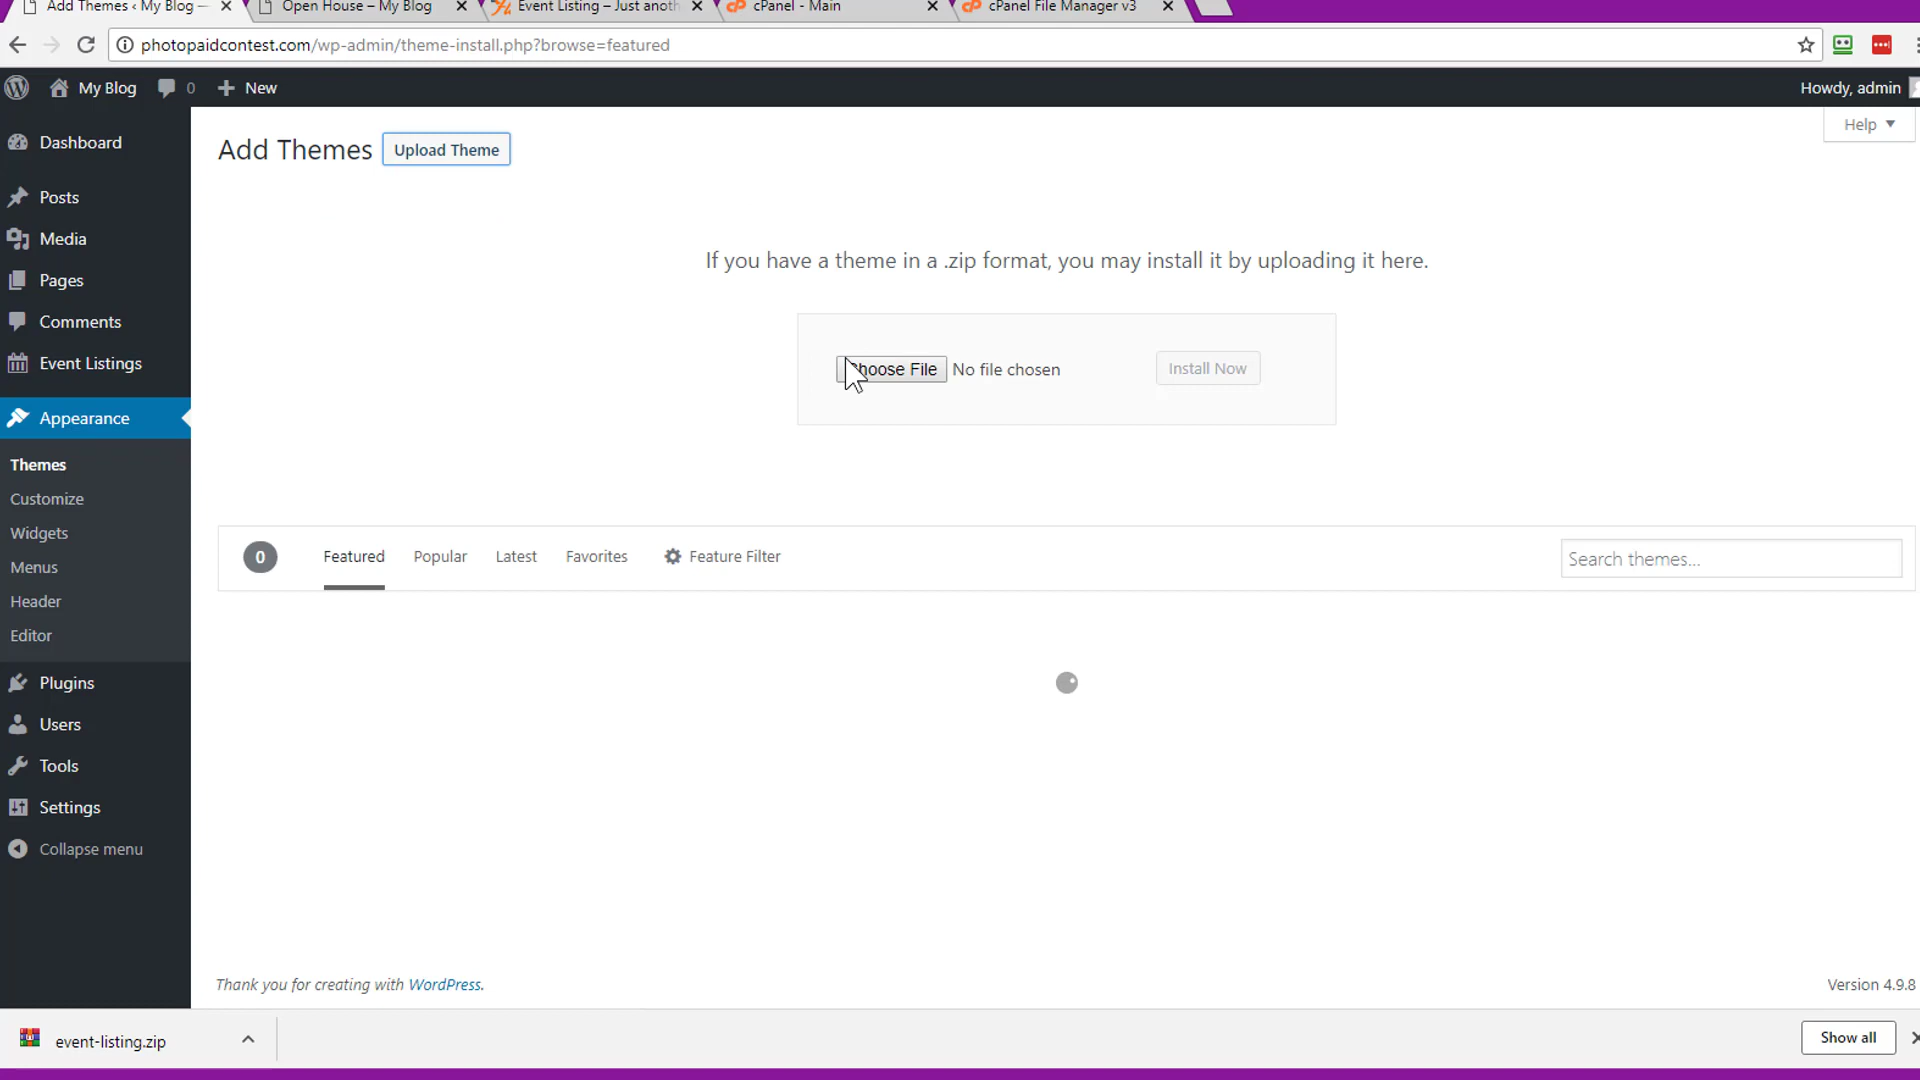 Add Themes ‹ My Blog —
Open House – My Blog
Event Listing – Just anoth
cPanel - Main
cPanel File Manager v3
photopaidcontest.com/wp-admin/theme-install.php?browse=featured
My Blog
0
New
Howdy, admin
Dashboard
Posts
Media
Pages
Comments
Event Listings
Appearance
Themes
Customize
Widgets
Menus
Header
Editor
Plugins
Users
Tools
Settings
Collapse menu
Add Themes
Upload Theme
Help
If you have a theme in a .zip format, you may install it by uploading it here.
Choose File No file chosen
Install Now
0
Featured
Popular
Latest
Favorites
Feature Filter
Search themes...
Thank you for creating with WordPress.
Version 4.9.8
event-listing.zip
Show all